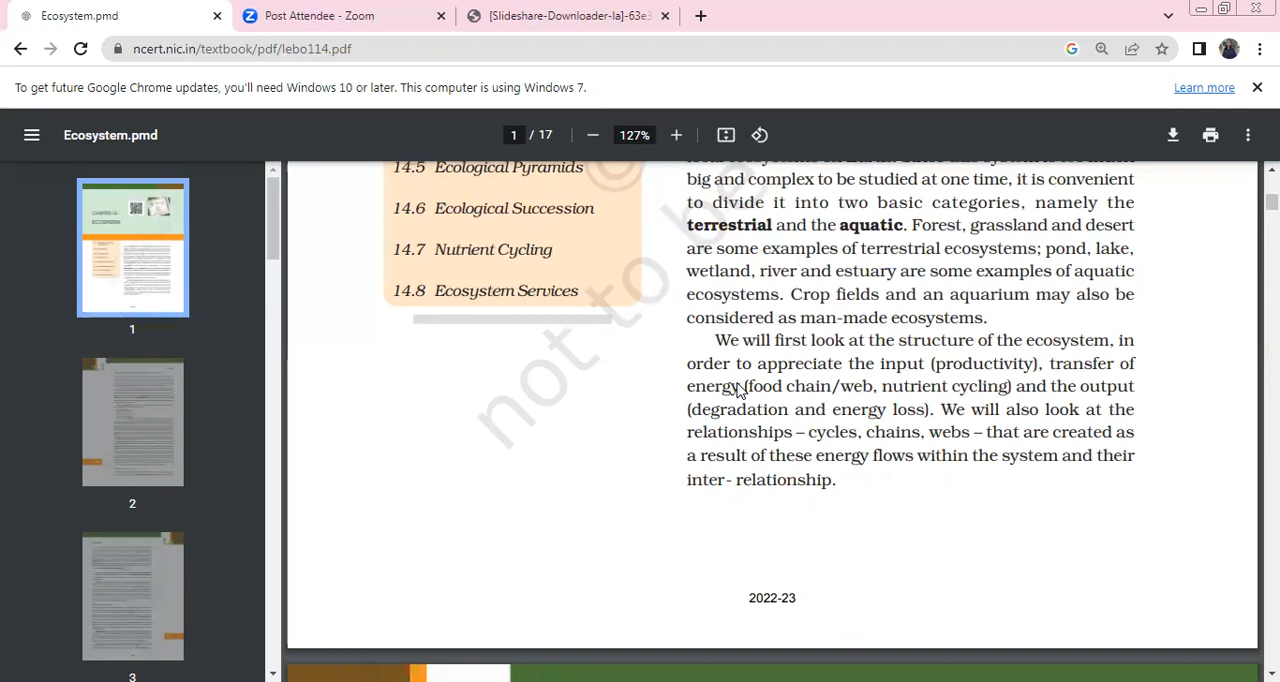 Ecosystem.pmd
Post Attendee - Zoom
[Slideshare-Downloader-la]-63e3
ncert.nic.in/textbook/pdf/lebo114.pdf
To get future Google Chrome updates, you'll need Windows 10 or later. This computer is using Windows 7.
Learn more
Ecosystem.pmd
1 / 17
127%
14.5 Ecological Pyramids
14.6 Ecological Succession
14.7 Nutrient Cycling
14.8 Ecosystem Services
big and complex to be studied at one time, it is convenient
to divide it into two basic categories, namely the
terrestrial and the aquatic. Forest, grassland and desert
are some examples of terrestrial ecosystems; pond, lake,
wetland, river and estuary are some examples of aquatic
ecosystems. Crop fields and an aquarium may also be
considered as man-made ecosystems.
We will first look at the structure of the ecosystem, in
order to appreciate the input (productivity), transfer of
energy (food chain/web, nutrient cycling) and the output
(degradation and energy loss). We will also look at the
relationships – cycles, chains, webs – that are created as
a result of these energy flows within the system and their
inter- relationship.
© not to be
2022-23
1
2
3